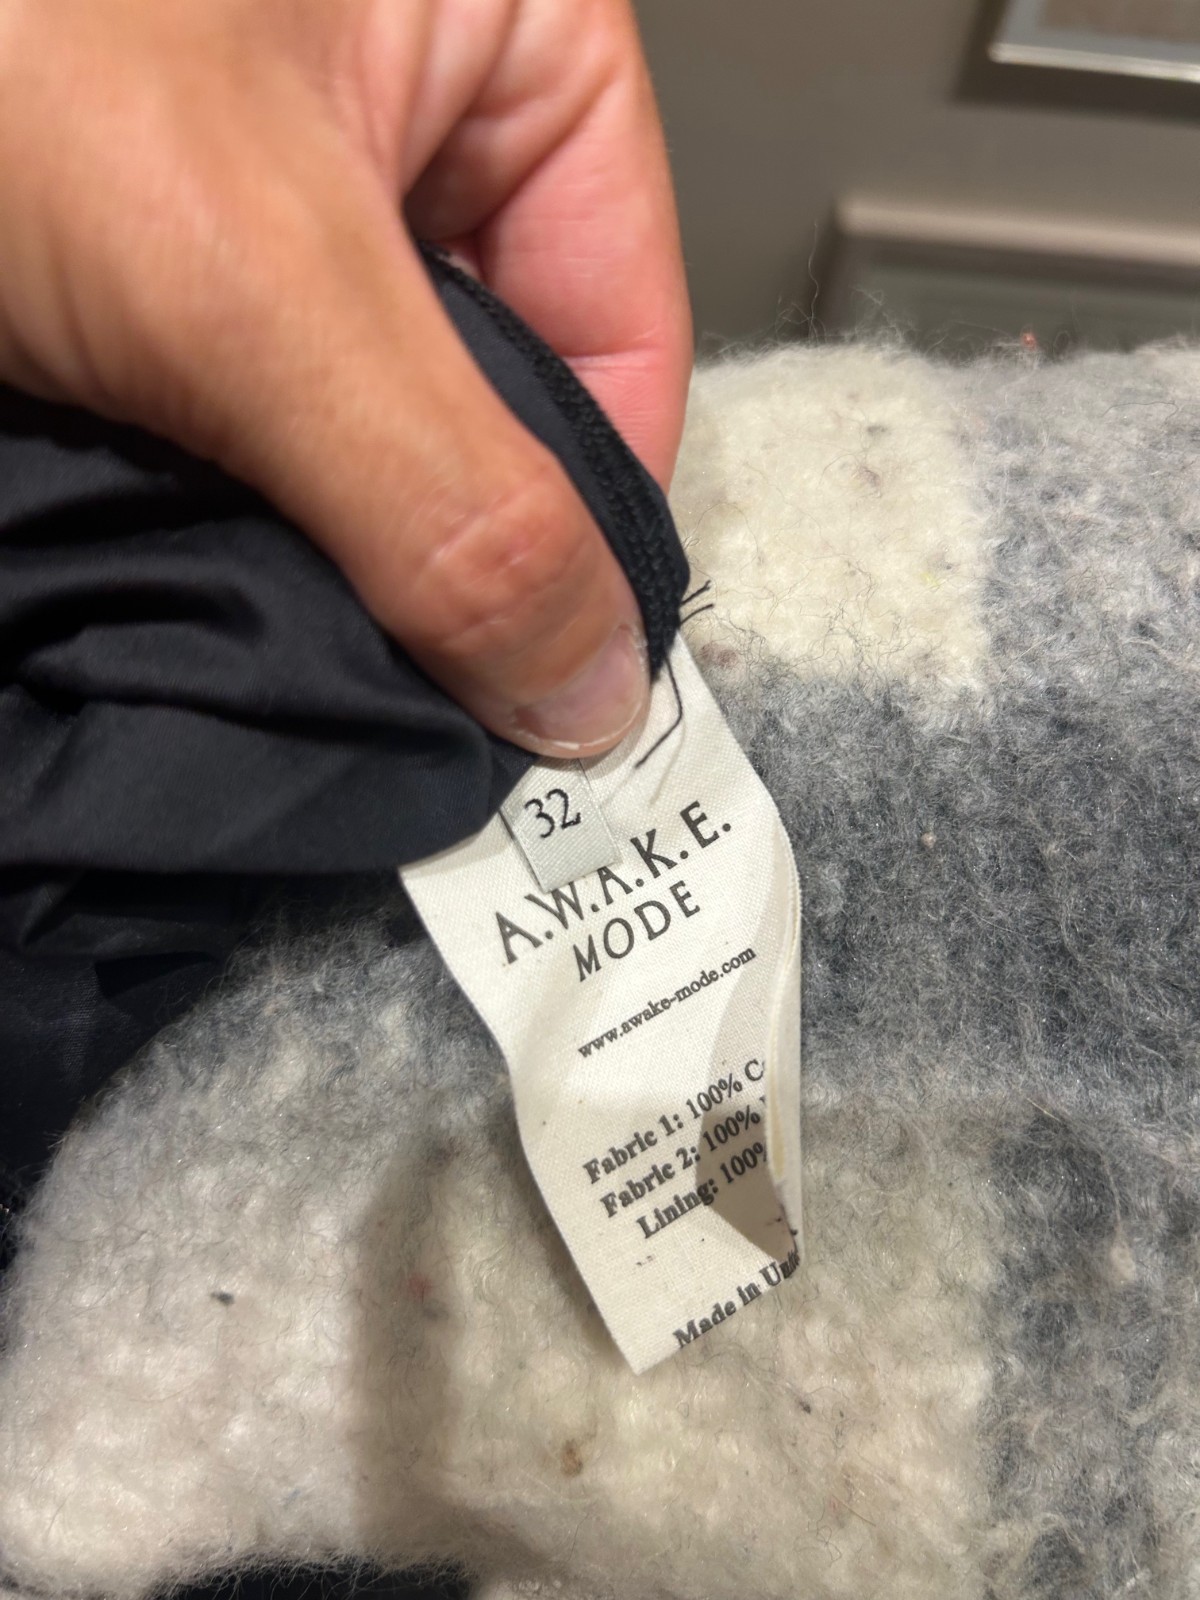 32
A.W.A.K.E.
MODE
www.awake-mode.com
Fabric 1: 100%
Fabric 2: 100%
Lining: 100%
Made in